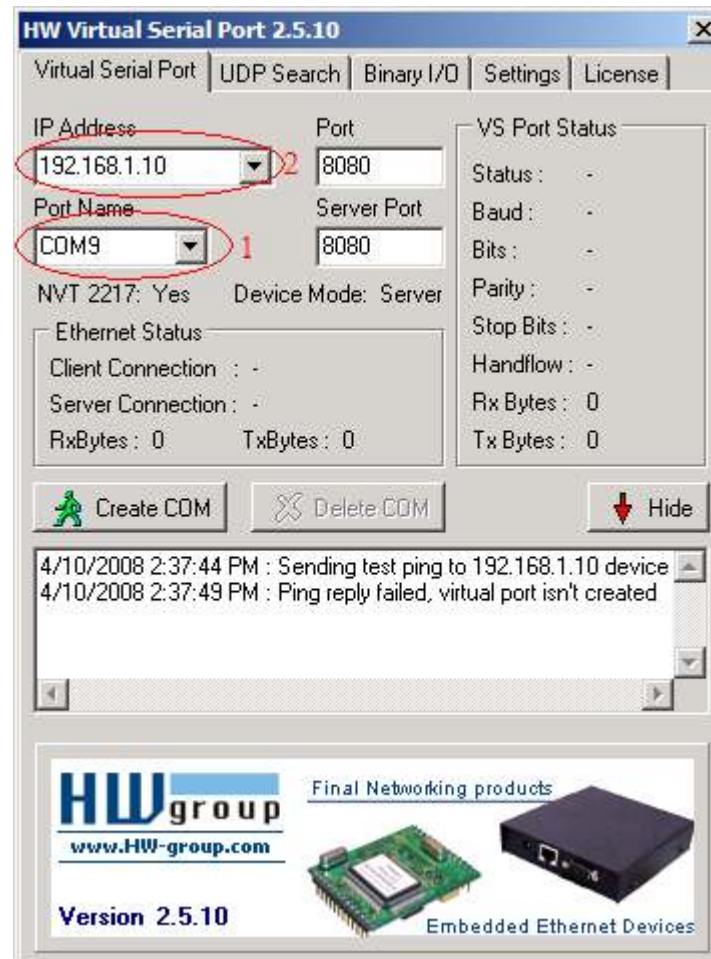 HW Virtual Serial Port 2.5.10
Virtual Serial Port
UDP Search
Binary I/O
Settings
License
IP Address
Port
192.168.1.10
2
8080
Port Name
Server Port
COM9
1
8080
NVT 2217: Yes
Device Mode: Server
Ethernet Status
Client Connection : -
Server Connection : -
RxBytes : 0
TxBytes : 0
VS Port Status
Status : -
Baud : -
Bits : -
Parity : -
Stop Bits : -
Handflow : -
Rx Bytes : 0
Tx Bytes : 0
Create COM
Delete COM
Hide
4/10/2008 2:37:44 PM : Sending test ping to 192.168.1.10 device
4/10/2008 2:37:49 PM : Ping reply failed, virtual port isn't created
HW group
www.HW-group.com
Version 2.5.10
Final Networking products
Embedded Ethernet Devices